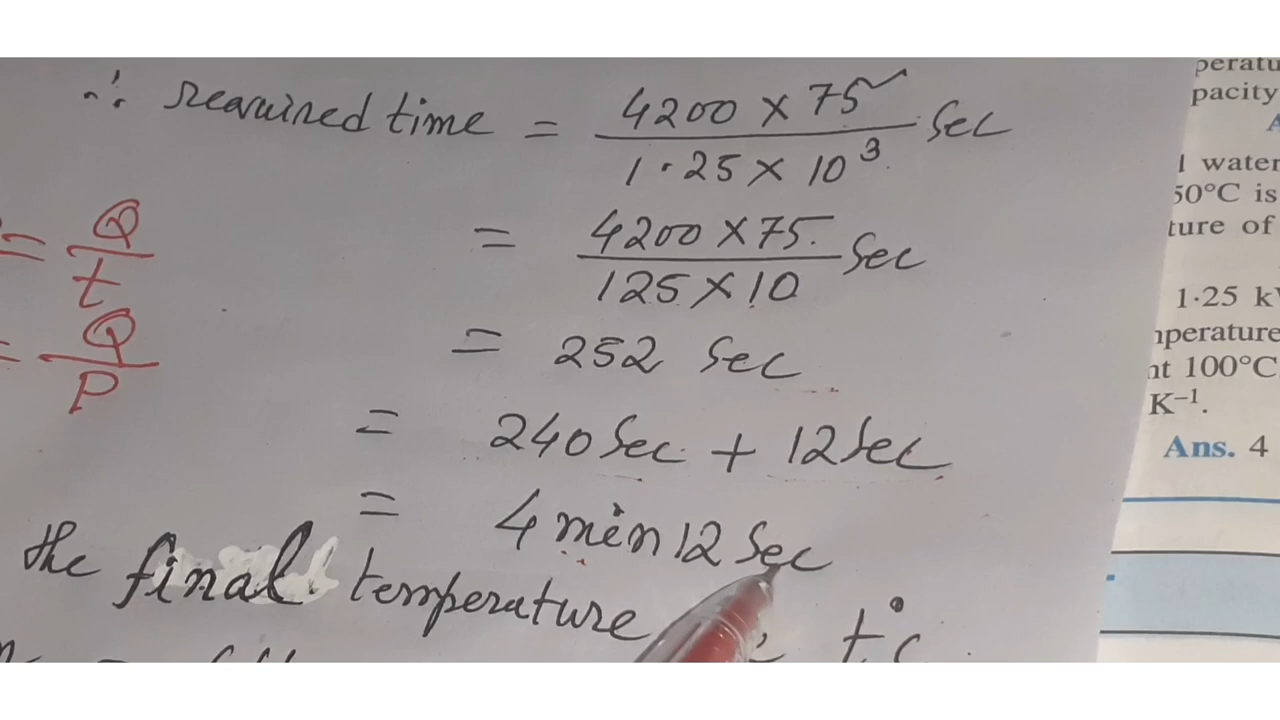 ∴ required time = 4200 × 75 / 1.25 × 10³ Sec
= 4200 × 75 / 125 × 10 Sec
= 252 Sec
= 240 Sec + 12 Sec
= 4 min 12 Sec
the final temperature
t°C
= Q / t
= Q / P
peratu
pacity
l water
50°C is
ture of
1·25 k
nperature
nt 100°C
K⁻¹.
Ans. 4